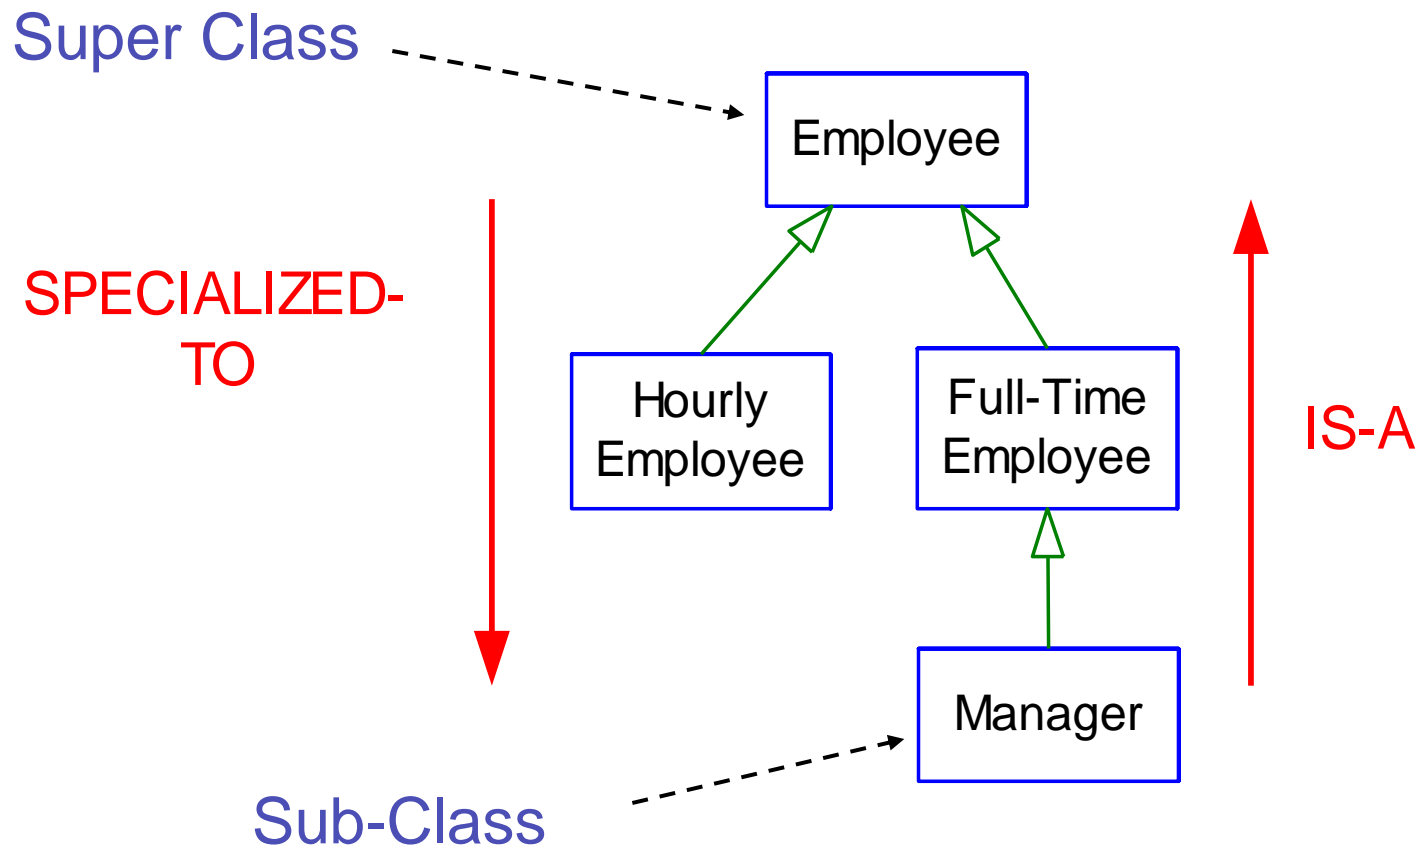 Super Class
Employee
SPECIALIZED-
TO
Hourly
Employee
Full-Time
Employee
IS-A
Manager
Sub-Class